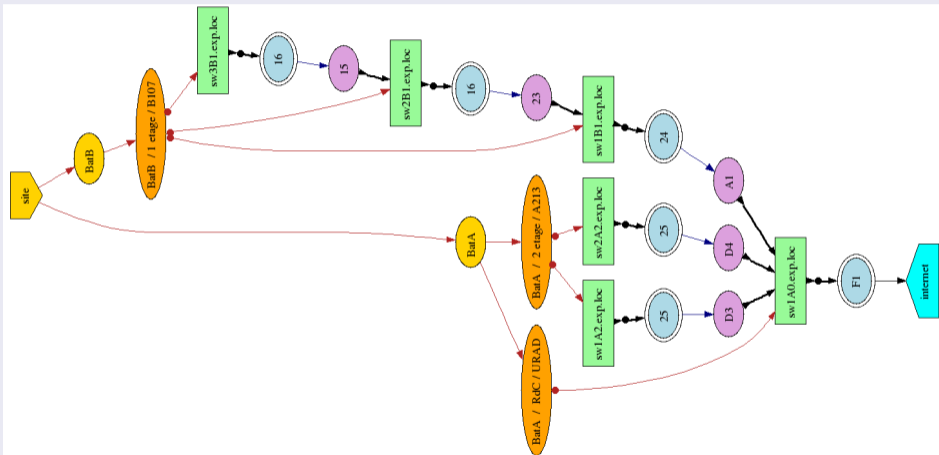 site
BatB
BatB / 1 etage / B107
sw3B1.exp.loc
16
15
sw2B1.exp.loc
16
23
sw1B1.exp.loc
24
A1
BatA
BatA / 2 etage / A213
sw2A2.exp.loc
25
D4
sw1A2.exp.loc
25
D3
BatA / RdC / URAD
sw1A0.exp.loc
F1
internet